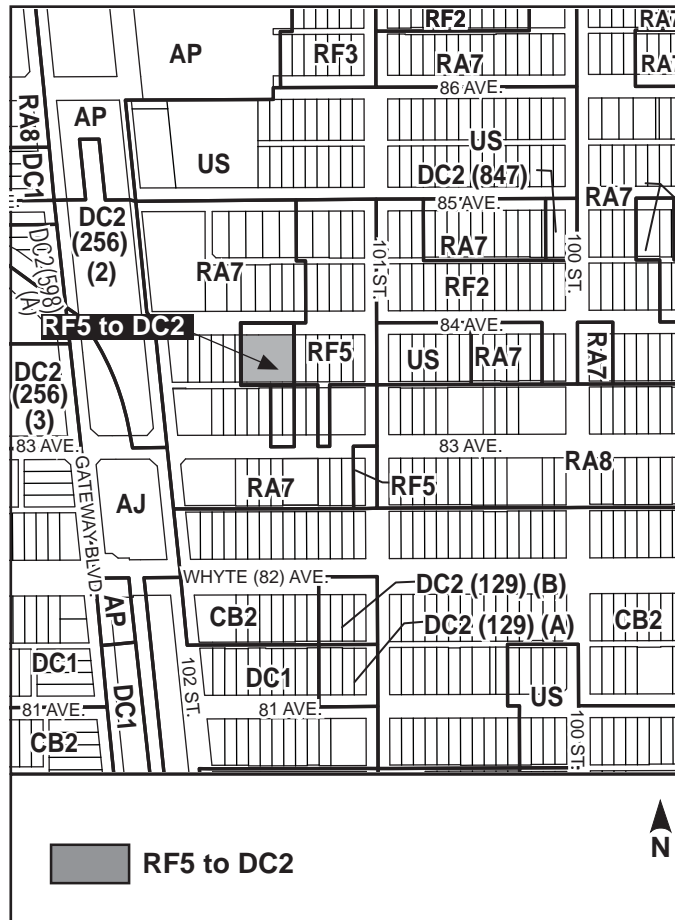 RF2
RA7
AP
RF3
RA7
RA7
86 AVE.
RA8
AP
US
US
DC1
DC2 (847)
RA7
85 AVE.
DC2
(256)
(2)
101 ST.
100 ST.
RA7
RA7
DC2 (598)
(A)
RF2
RF5 to DC2
84 AVE.
RF5
US
RA7
RA7
DC2
(256)
(3)
83 AVE.
83 AVE.
GATEWAY BLVD.
AJ
RA7
RF5
RA8
WHYTE (82) AVE.
DC2 (129) (B)
AP
CB2
DC2 (129) (A)
CB2
DC1
DC1
DC1
102 ST.
US
81 AVE.
81 AVE.
100 ST.
CB2
N
RF5 to DC2